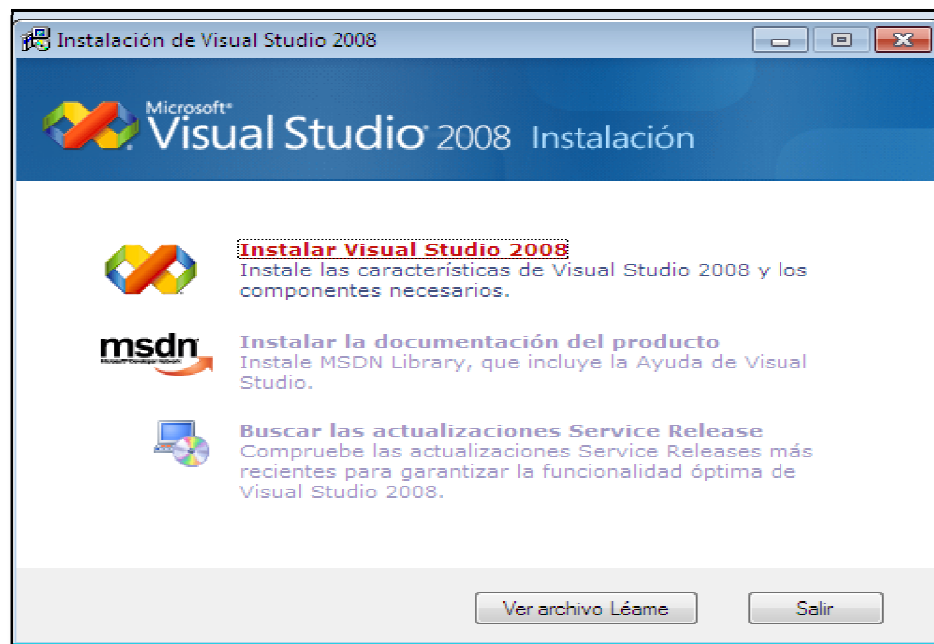 Instalación de Visual Studio 2008
Microsoft®
Visual Studio® 2008 Instalación
Instalar Visual Studio 2008
Instale las características de Visual Studio 2008 y los
componentes necesarios.
msdn
Microsoft Developer Network
Instalar la documentación del producto
Instale MSDN Library, que incluye la Ayuda de Visual
Studio.
Buscar las actualizaciones Service Release
Compruebe las actualizaciones Service Releases más
recientes para garantizar la funcionalidad óptima de
Visual Studio 2008.
Ver archivo Léame
Salir